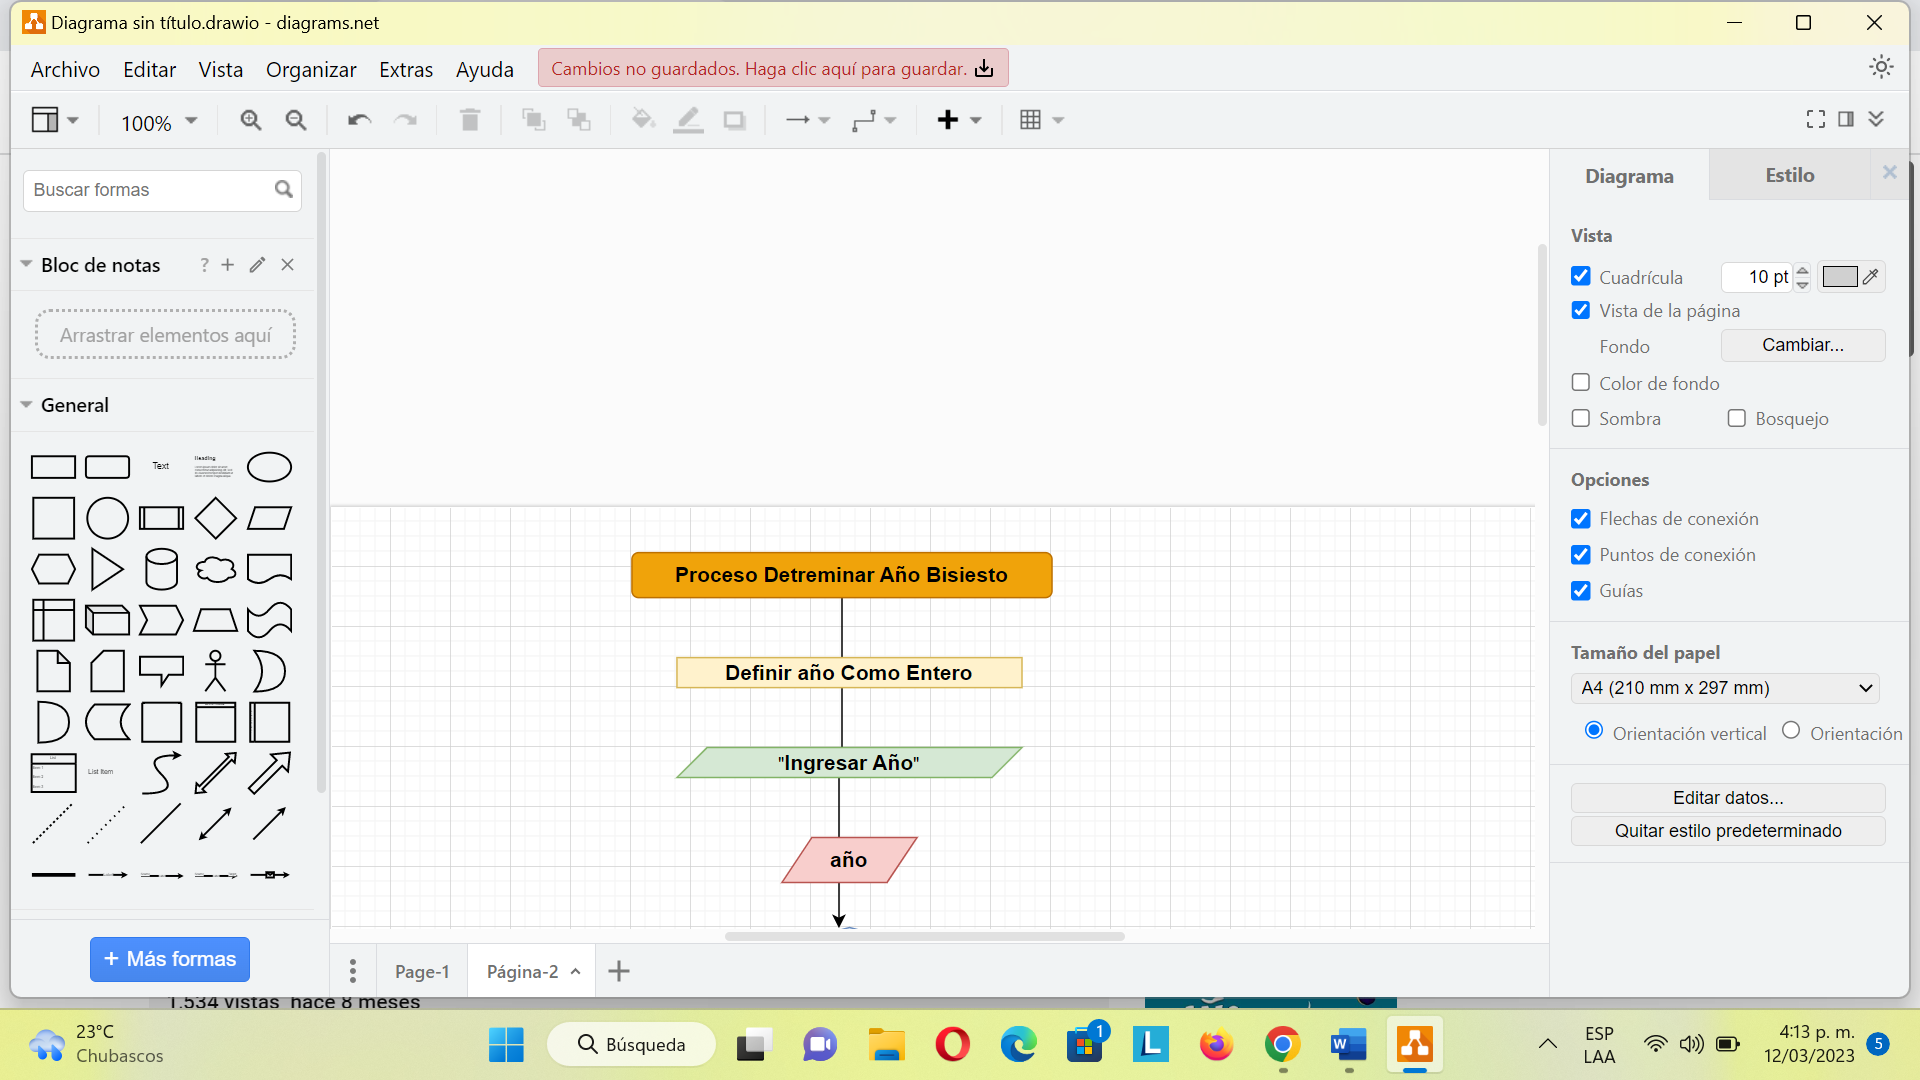 Diagrama sin título.drawio - diagrams.net
Archivo Editar Vista Organizar Extras Ayuda Cambios no guardados. Haga clic aquí para guardar.
100%
Buscar formas
Bloc de notas ?
Arrastrar elementos aquí
General
Text
Heading
List Item
+ Más formas
Proceso Detreminar Año Bisiesto
Definir año Como Entero
"Ingresar Año"
año
Page-1 Página-2
Diagrama Estilo
Vista
Cuadrícula 10 pt
Vista de la página
Fondo Cambiar...
Color de fondo
Sombra Bosquejo
Opciones
Flechas de conexión
Puntos de conexión
Guías
Tamaño del papel
A4 (210 mm x 297 mm)
Orientación vertical Orientación
Editar datos...
Quitar estilo predeterminado
1.534 vistas hace 8 meses
23°C
Chubascos
Búsqueda
1
L
W
ESP
LAA
4:13 p. m.
12/03/2023
5